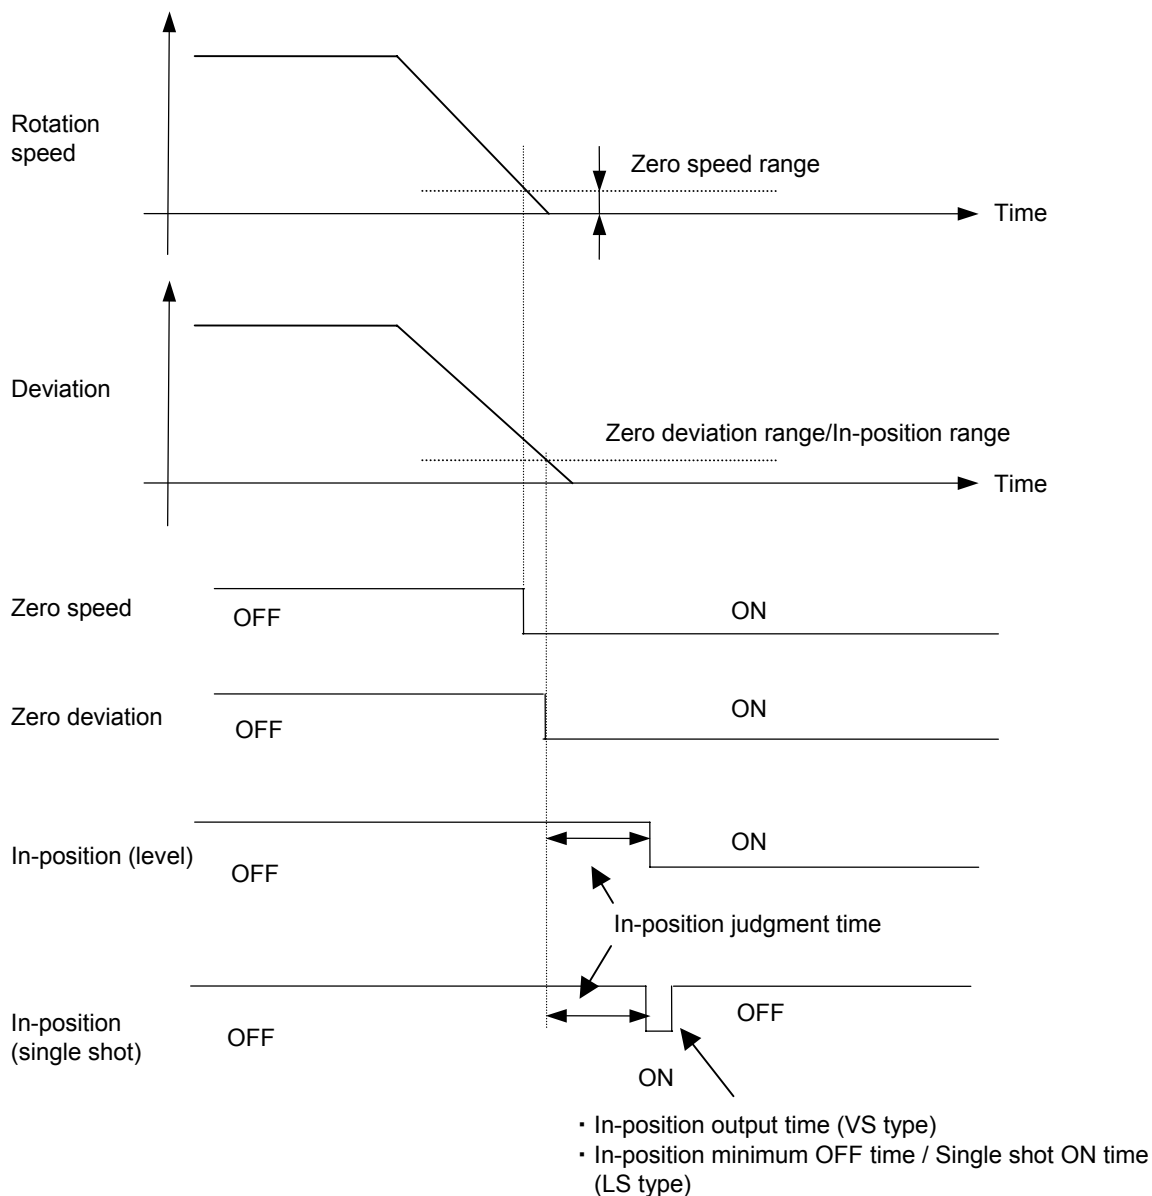 Rotation
speed
Zero speed range
Time
Deviation
Zero deviation range/In-position range
Time
Zero speed
OFF
ON
Zero deviation
OFF
ON
In-position (level)
OFF
ON
In-position judgment time
In-position
(single shot)
OFF
OFF
ON
・In-position output time (VS type)
・In-position minimum OFF time / Single shot ON time
(LS type)